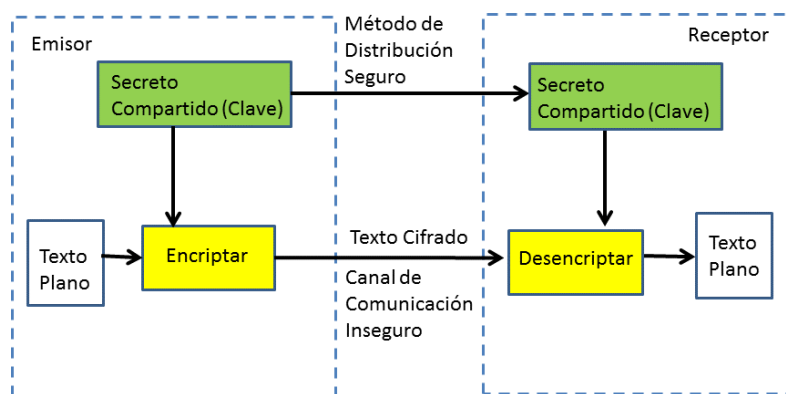 Emisor
Método de
Distribución
Seguro
Receptor
Secreto
Compartido (Clave)
Secreto
Compartido (Clave)
Texto
Plano
Encriptar
Texto Cifrado
Canal de
Comunicación
Inseguro
Desencriptar
Texto
Plano